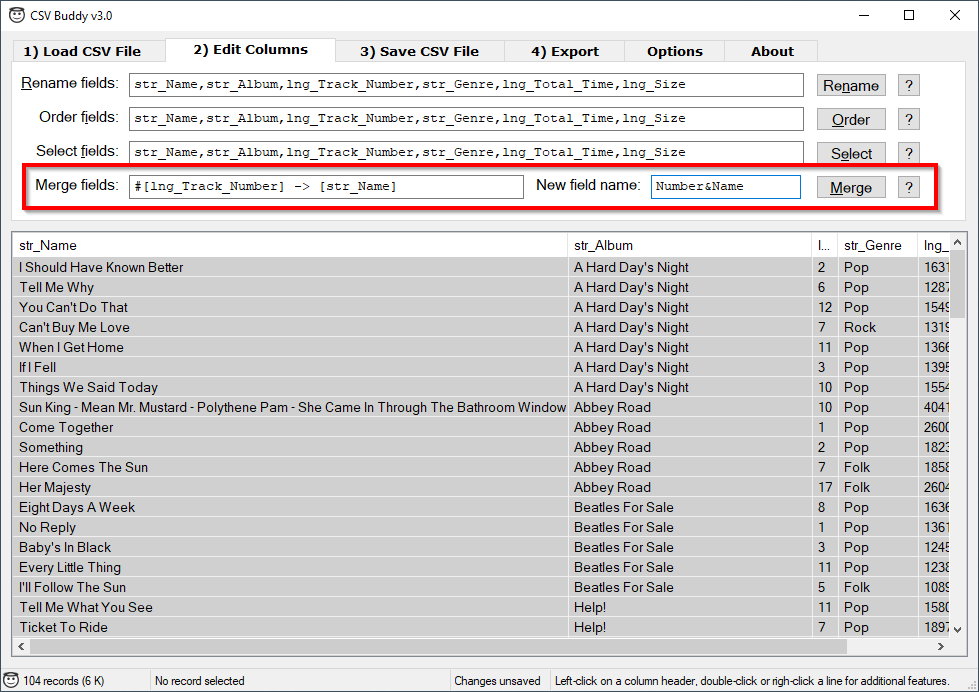 CSV Buddy v3.0
1) Load CSV File 2) Edit Columns 3) Save CSV File 4) Export Options About
Rename fields: str_Name,str_Album,lng_Track_Number,str_Genre,lng_Total_Time,lng_Size Rename ?
Order fields: str_Name,str_Album,lng_Track_Number,str_Genre,lng_Total_Time,lng_Size Order ?
Select fields: str_Name,str_Album,lng_Track_Number,str_Genre,lng_Total_Time,lng_Size Select ?
Merge fields: #[lng_Track_Number] -> [str_Name] New field name: Number&Name Merge ?
str_Name str_Album l... str_Genre lng_
I Should Have Known Better A Hard Day's Night 2 Pop 1631
Tell Me Why A Hard Day's Night 6 Pop 1287
You Can't Do That A Hard Day's Night 12 Pop 1549
Can't Buy Me Love A Hard Day's Night 7 Rock 1319
When I Get Home A Hard Day's Night 11 Pop 1366
If I Fell A Hard Day's Night 3 Pop 1395
Things We Said Today A Hard Day's Night 10 Pop 1554
Sun King - Mean Mr. Mustard - Polythene Pam - She Came In Through The Bathroom Window Abbey Road 10 Pop 4041
Come Together Abbey Road 1 Pop 2600
Something Abbey Road 2 Pop 1823
Here Comes The Sun Abbey Road 7 Folk 1858
Her Majesty Abbey Road 17 Folk 2604
Eight Days A Week Beatles For Sale 8 Pop 1636
No Reply Beatles For Sale 1 Pop 1361
Baby's In Black Beatles For Sale 3 Pop 1245
Every Little Thing Beatles For Sale 11 Pop 1238
I'll Follow The Sun Beatles For Sale 5 Folk 1089
Tell Me What You See Help! 11 Pop 1580
Ticket To Ride Help! 7 Pop 1897
104 records (6 K) No record selected Changes unsaved Left-click on a column header, double-click or righ-click a line for additional features.